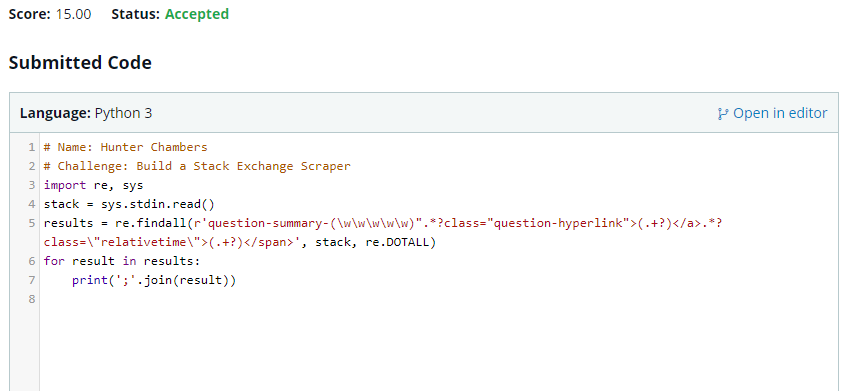 Score: 15.00 Status: Accepted
Submitted Code
Language: Python 3 Open in editor
1 # Name: Hunter Chambers
2 # Challenge: Build a Stack Exchange Scraper
3 import re, sys
4 stack = sys.stdin.read()
5 results = re.findall(r'question-summary-(\w\w\w\w\w)".*?class="question-hyperlink">(.+?)</a>.*?
class=\"relativetime\">(.+?)</span>', stack, re.DOTALL)
6 for result in results:
7     print(';'.join(result))
8